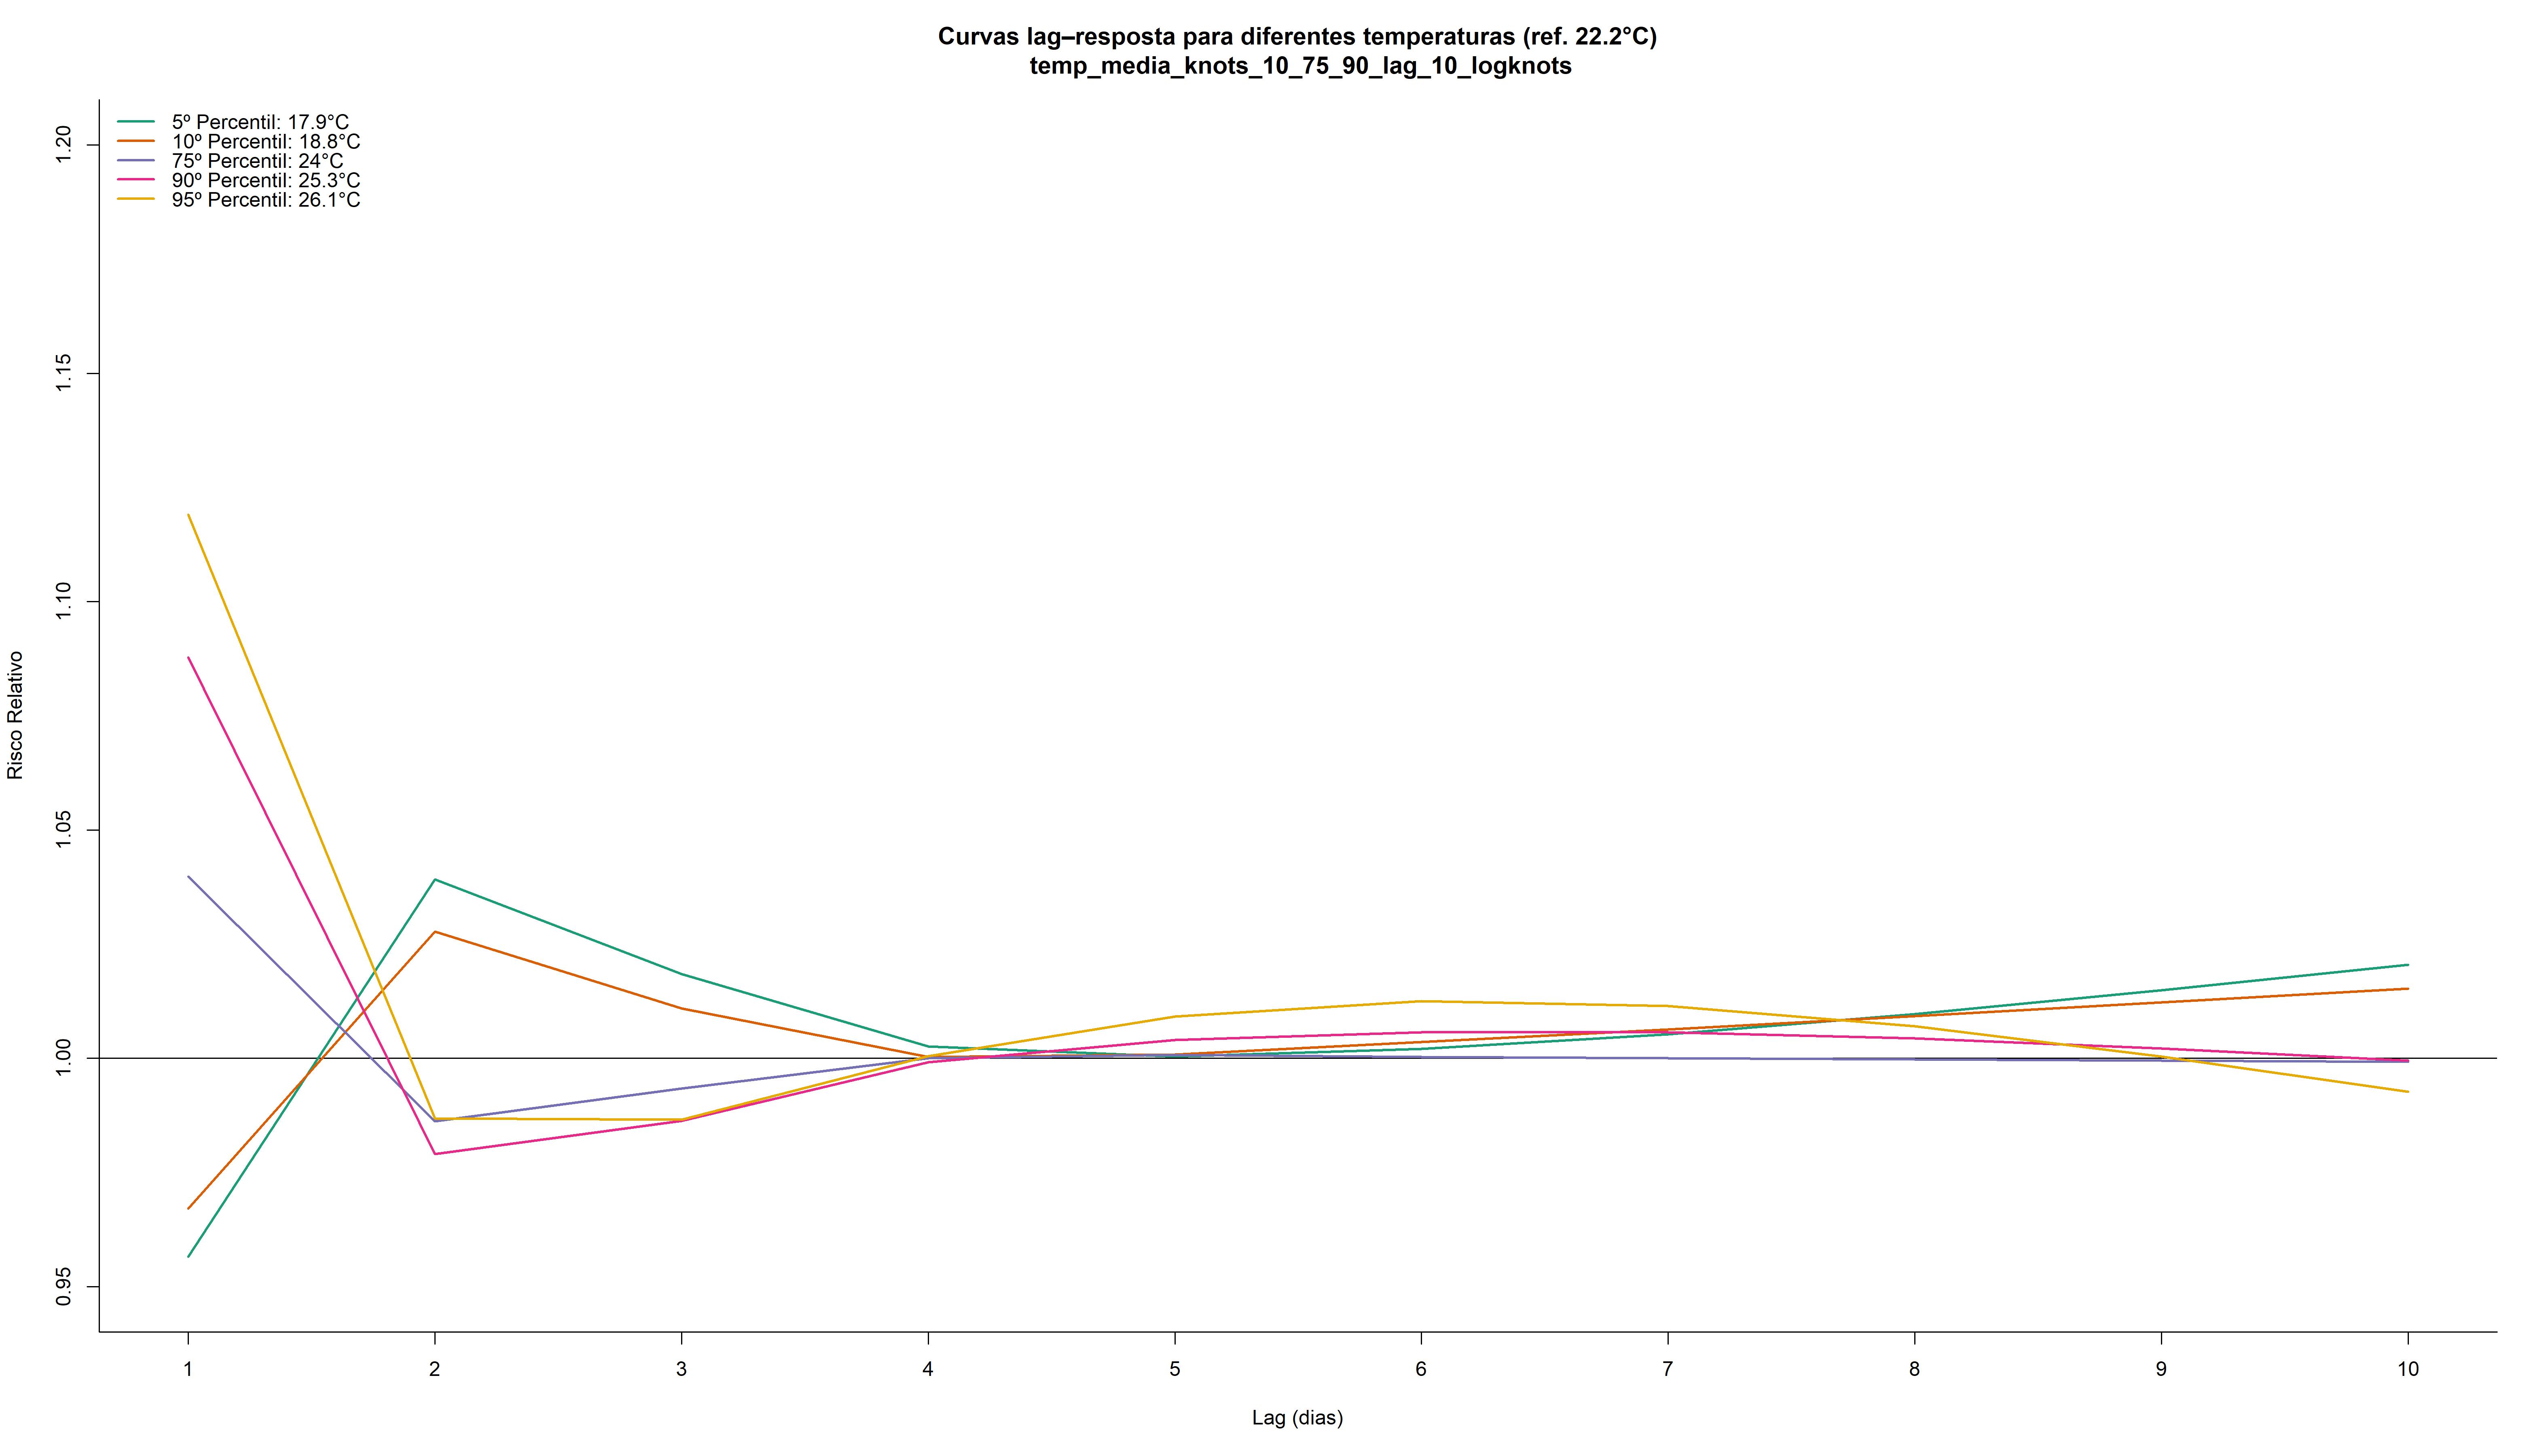 Curvas lag–resposta para diferentes temperaturas (ref. 22.2°C)
temp_media_knots_10_75_90_lag_10_logknots
5º Percentil: 17.9°C
10º Percentil: 18.8°C
75º Percentil: 24°C
90º Percentil: 25.3°C
95º Percentil: 26.1°C
Risco Relativo
1.20
1.15
1.10
1.05
1.00
0.95
1 2 3 4 5 6 7 8 9 10
Lag (dias)